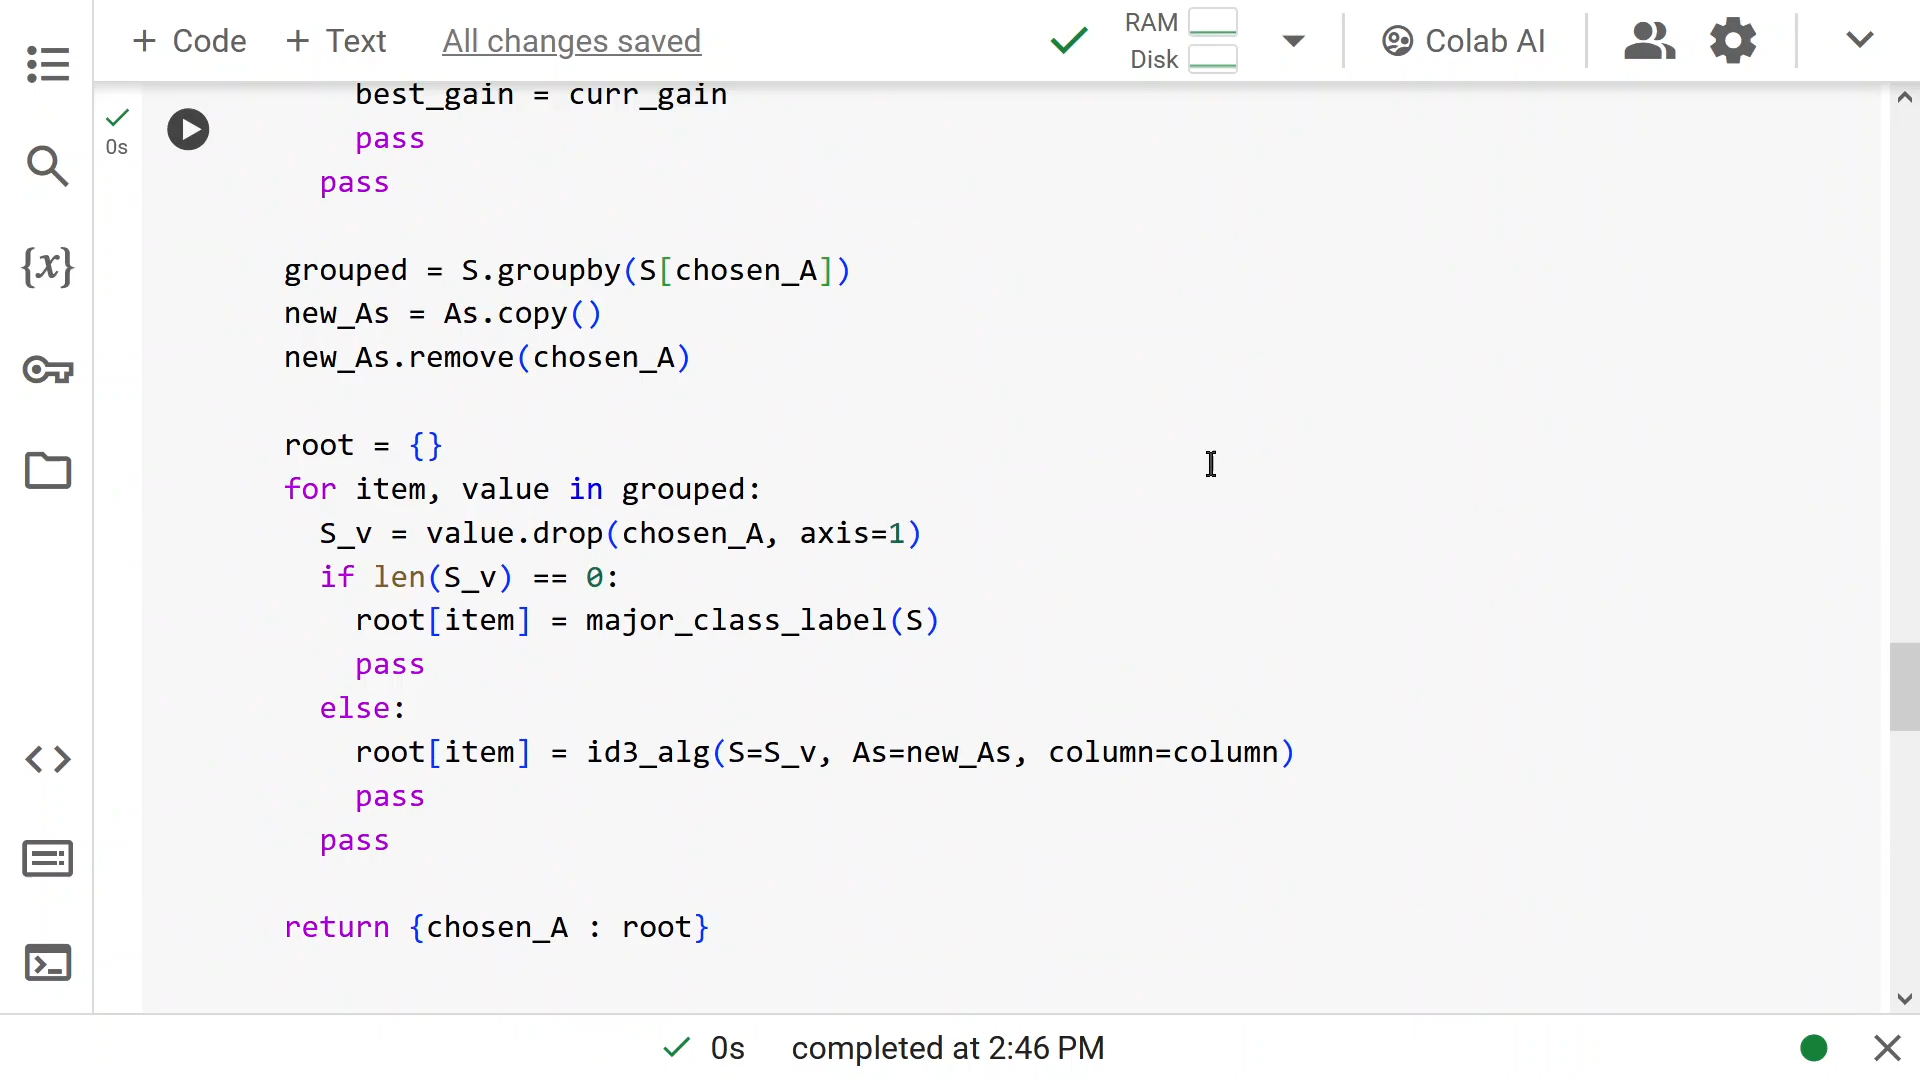 + Code + Text All changes saved RAM Disk Colab AI
{x}
0s
best_gain = curr_gain
pass
pass
grouped = S.groupby(S[chosen_A])
new_As = As.copy()
new_As.remove(chosen_A)
root = {}
for item, value in grouped:
S_v = value.drop(chosen_A, axis=1)
if len(S_v) == 0:
root[item] = major_class_label(S)
pass
else:
root[item] = id3_alg(S=S_v, As=new_As, column=column)
pass
pass
return {chosen_A : root}
0s completed at 2:46 PM